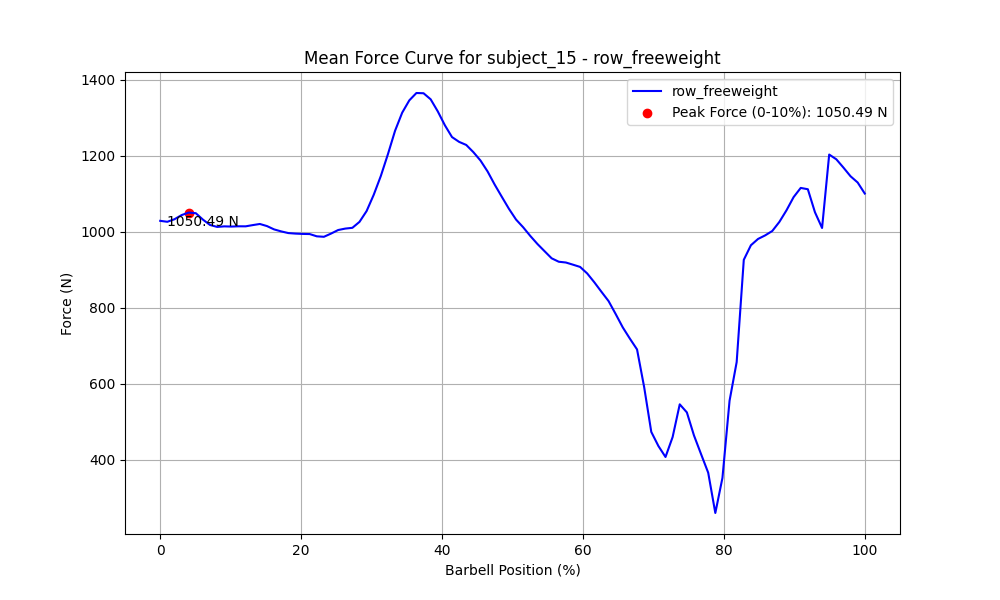 Mean Force Curve for subject_15 - row_freeweight
row_freeweight
Peak Force (0-10%): 1050.49 N
1050.49 N
Force (N)
1400
1200
1000
800
600
400
0 20 40 60 80 100
Barbell Position (%)